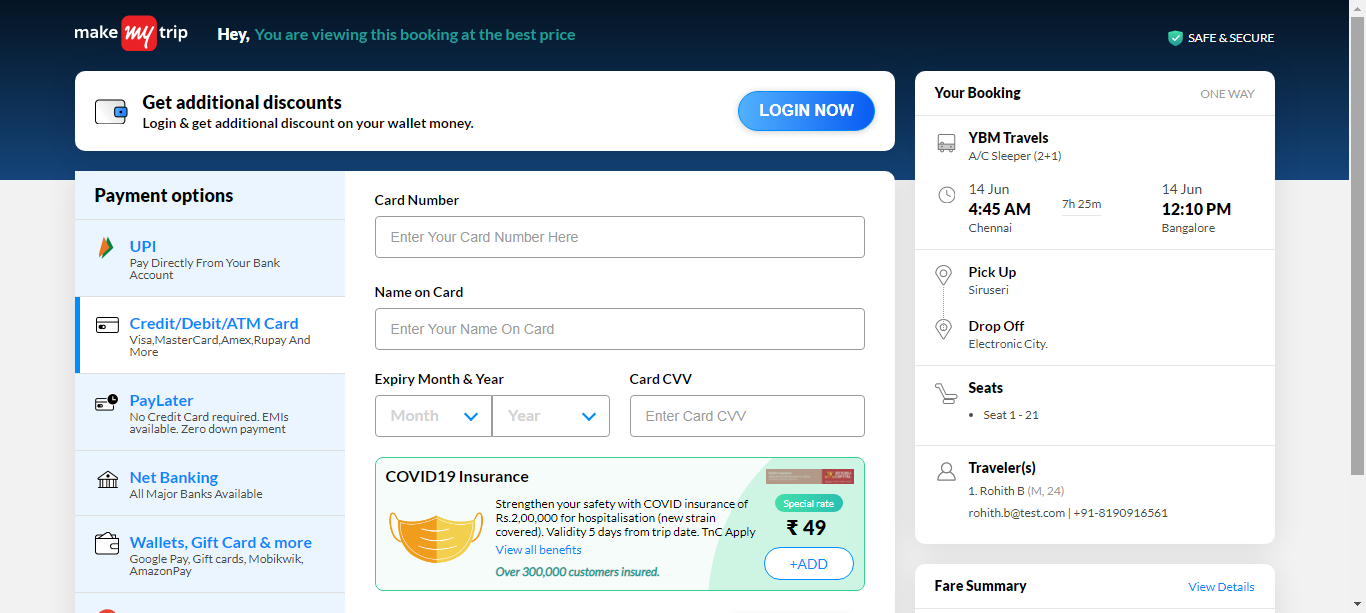 make my trip
Hey, You are viewing this booking at the best price
SAFE & SECURE
Get additional discounts
Login & get additional discount on your wallet money.
LOGIN NOW
Payment options
UPI
Pay Directly From Your Bank
Account
Credit/Debit/ATM Card
Visa,MasterCard,Amex,Rupay And
More
PayLater
No Credit Card required. EMIs
available. Zero down payment
Net Banking
All Major Banks Available
Wallets, Gift Card & more
Google Pay, Gift cards, Mobikwik,
AmazonPay
Card Number
Enter Your Card Number Here
Name on Card
Enter Your Name On Card
Expiry Month & Year
Month
Year
Card CVV
Enter Card CVV
COVID19 Insurance
Strengthen your safety with COVID insurance of
Rs.2,00,000 for hospitalisation (new strain
covered). Validity 5 days from trip date. TnC Apply
View all benefits
Over 300,000 customers insured.
Special rate
₹ 49
+ADD
Your Booking
ONE WAY
YBM Travels
A/C Sleeper (2+1)
14 Jun
4:45 AM
Chennai
7h 25m
14 Jun
12:10 PM
Bangalore
Pick Up
Siruseri
Drop Off
Electronic City.
Seats
• Seat 1 - 21
Traveler(s)
1. Rohith B (M, 24)
rohith.b@test.com | +91-8190916561
Fare Summary
View Details